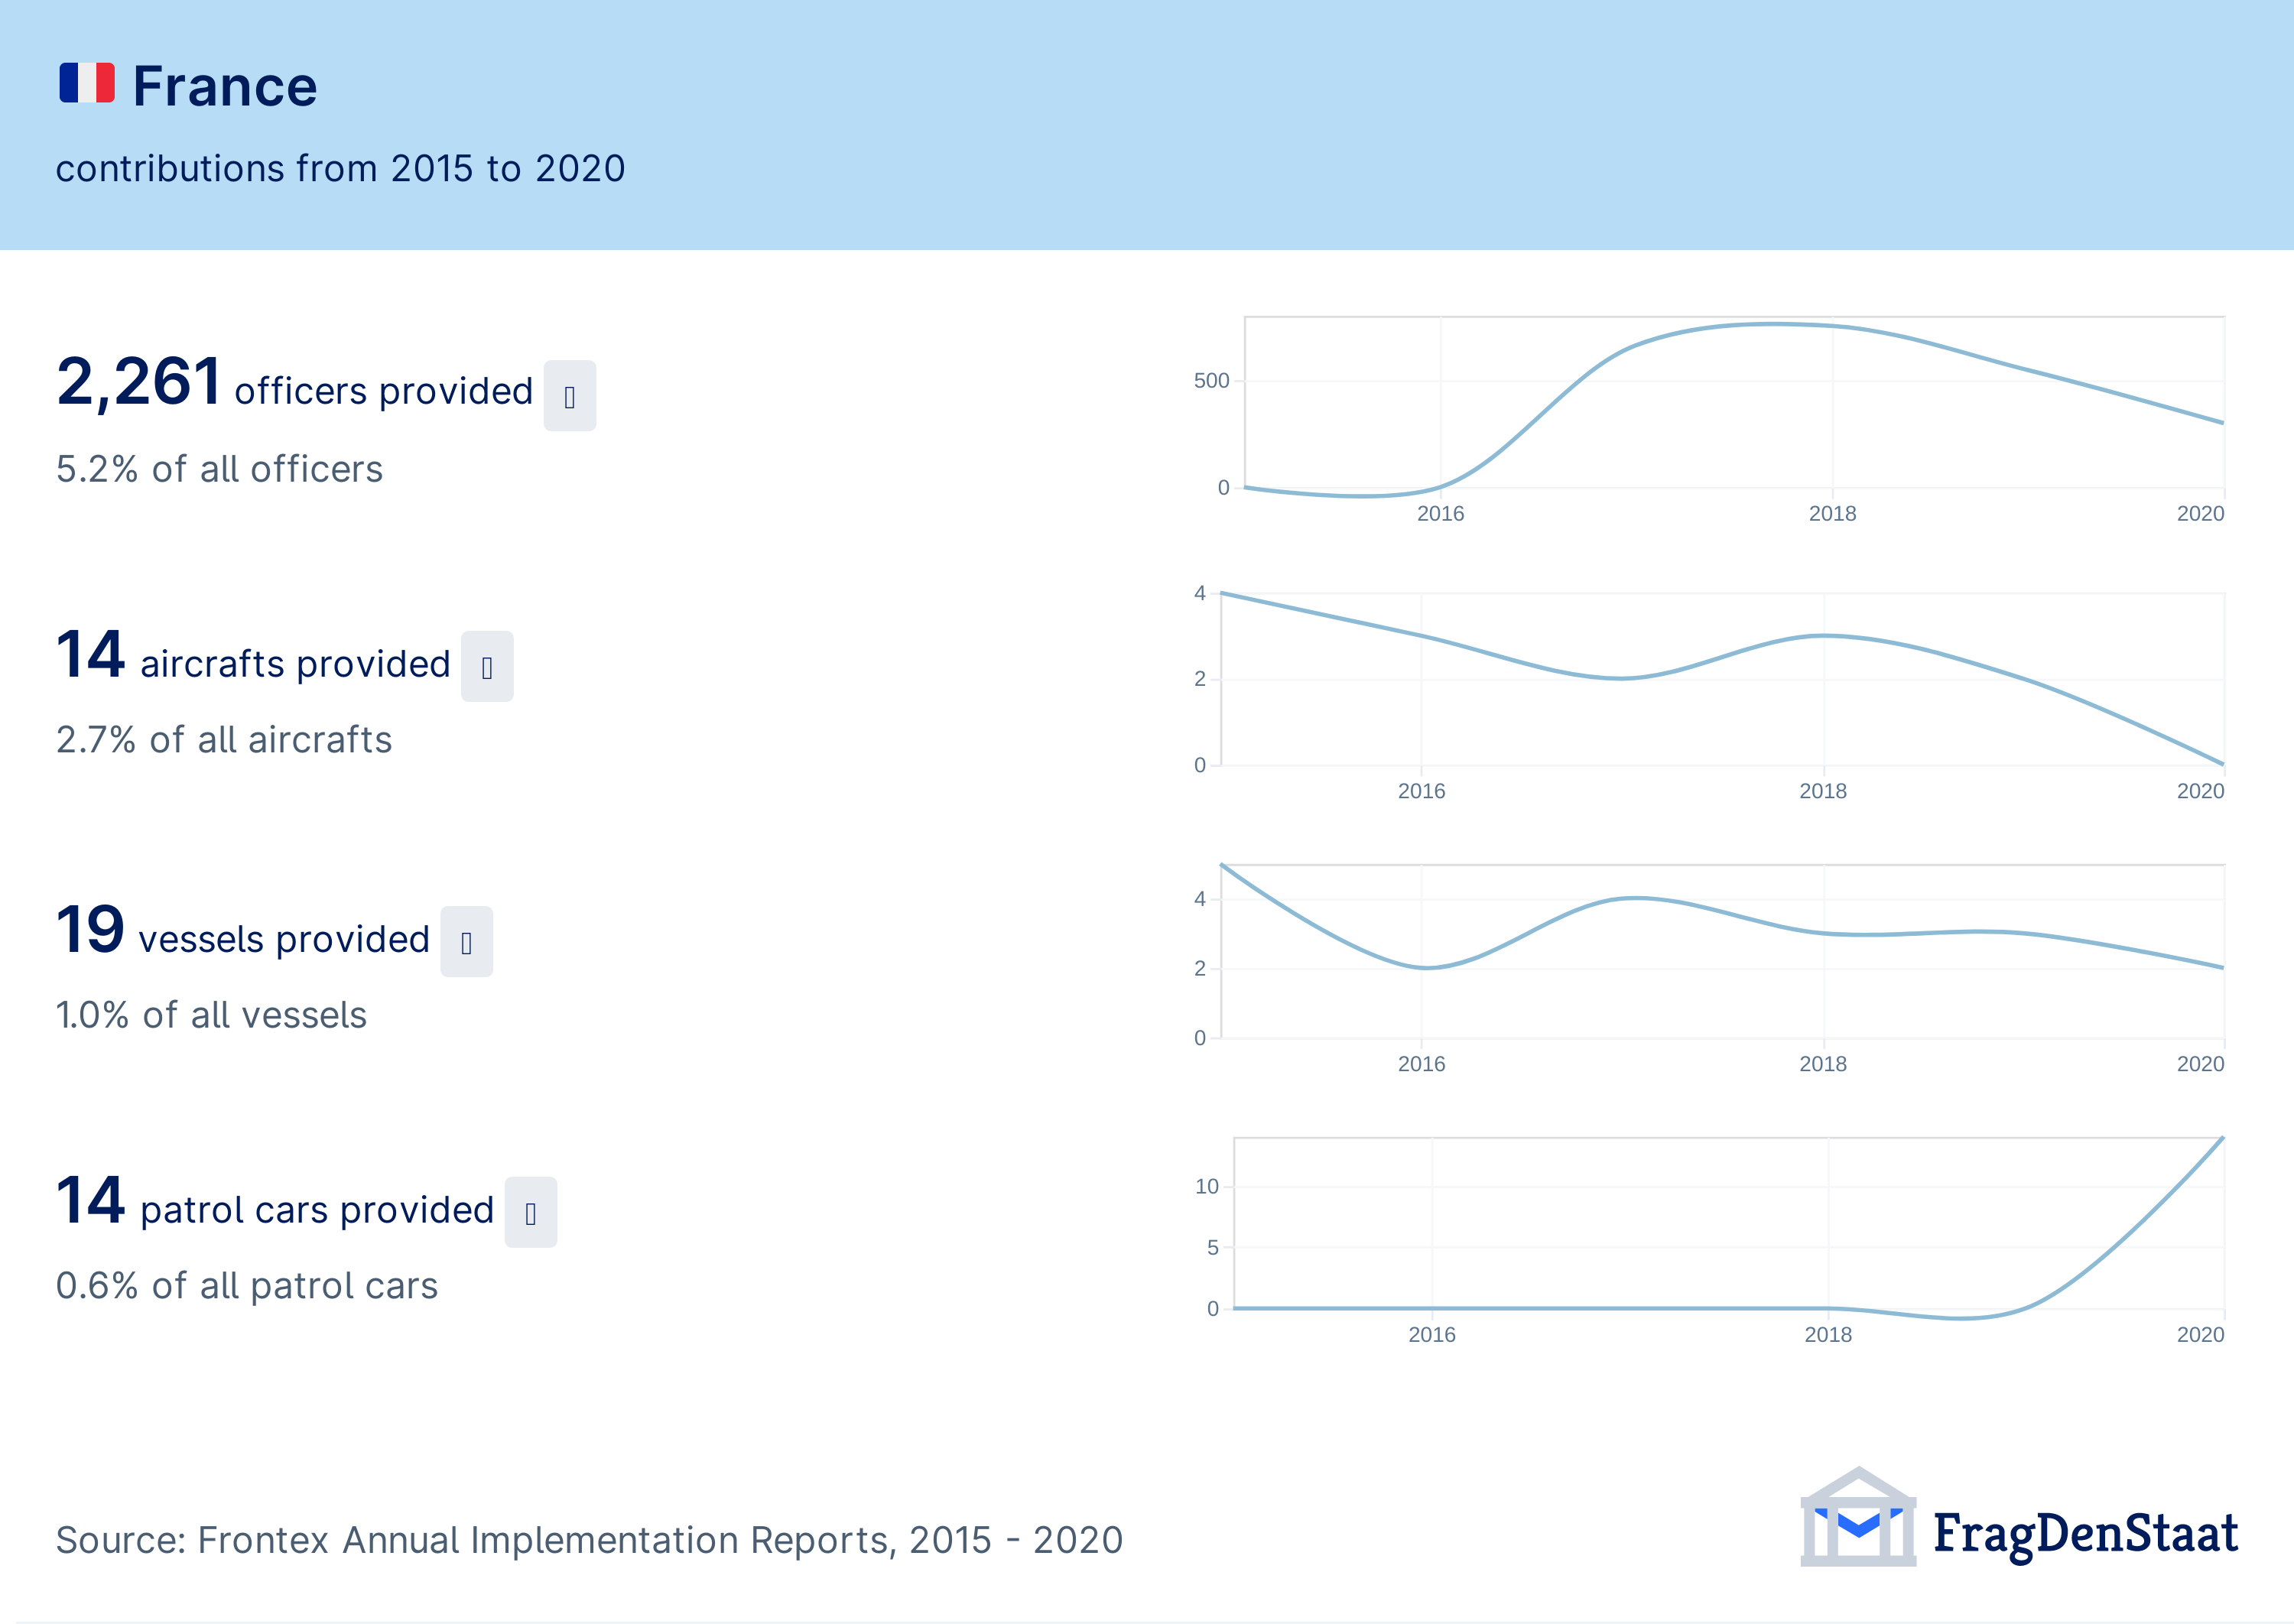 France
contributions from 2015 to 2020
2,261 officers provided
5.2% of all officers
500
0
2016 2018 2020
14 aircrafts provided
2.7% of all aircrafts
4
2
0
2016 2018 2020
19 vessels provided
1.0% of all vessels
4
2
0
2016 2018 2020
14 patrol cars provided
0.6% of all patrol cars
10
5
0
2016 2018 2020
Source: Frontex Annual Implementation Reports, 2015 - 2020
FragDenStaat